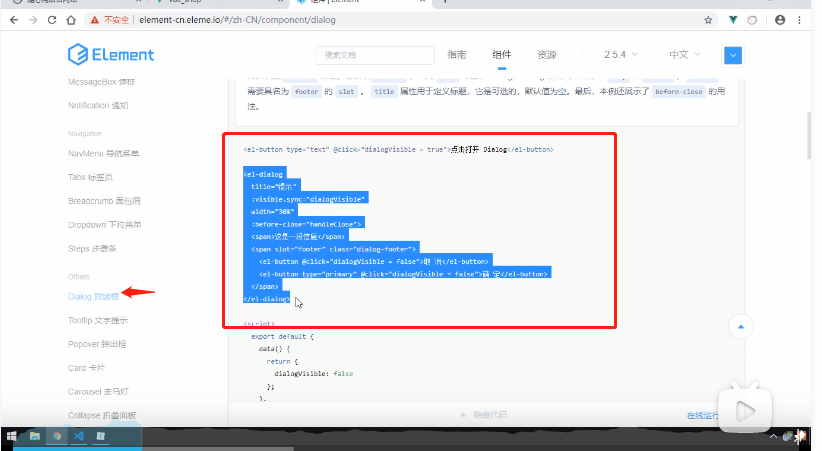 vue_shop
不安全 | element-cn.eleme.io/#/zh-CN/component/dialog
Element
搜索文档
指南
组件
资源
2.5.4
中文
MessageBox 弹框
Notification 通知
Navigation
NavMenu 导航菜单
Tabs 标签页
Breadcrumb 面包屑
Dropdown 下拉菜单
Steps 步骤条
Others
Dialog 对话框
Tooltip 文字提示
Popover 弹出框
Card 卡片
Carousel 走马灯
Collapse 折叠面板
需要具名为 footer 的 slot 。 title 属性用于定义标题，它是可选的，默认值为空。最后，本例还展示了 before-close 的用
法。
<el-button type="text" @click="dialogVisible = true">点击打开 Dialog</el-button>
<el-dialog
title="提示"
:visible.sync="dialogVisible"
width="30%"
:before-close="handleClose">
<span>这是一段信息</span>
<span slot="footer" class="dialog-footer">
<el-button @click="dialogVisible = false">取 消</el-button>
<el-button type="primary" @click="dialogVisible = false">确 定</el-button>
</span>
</el-dialog>
<script>
export default {
data() {
return {
dialogVisible: false
};
},
隐藏代码
在线运行